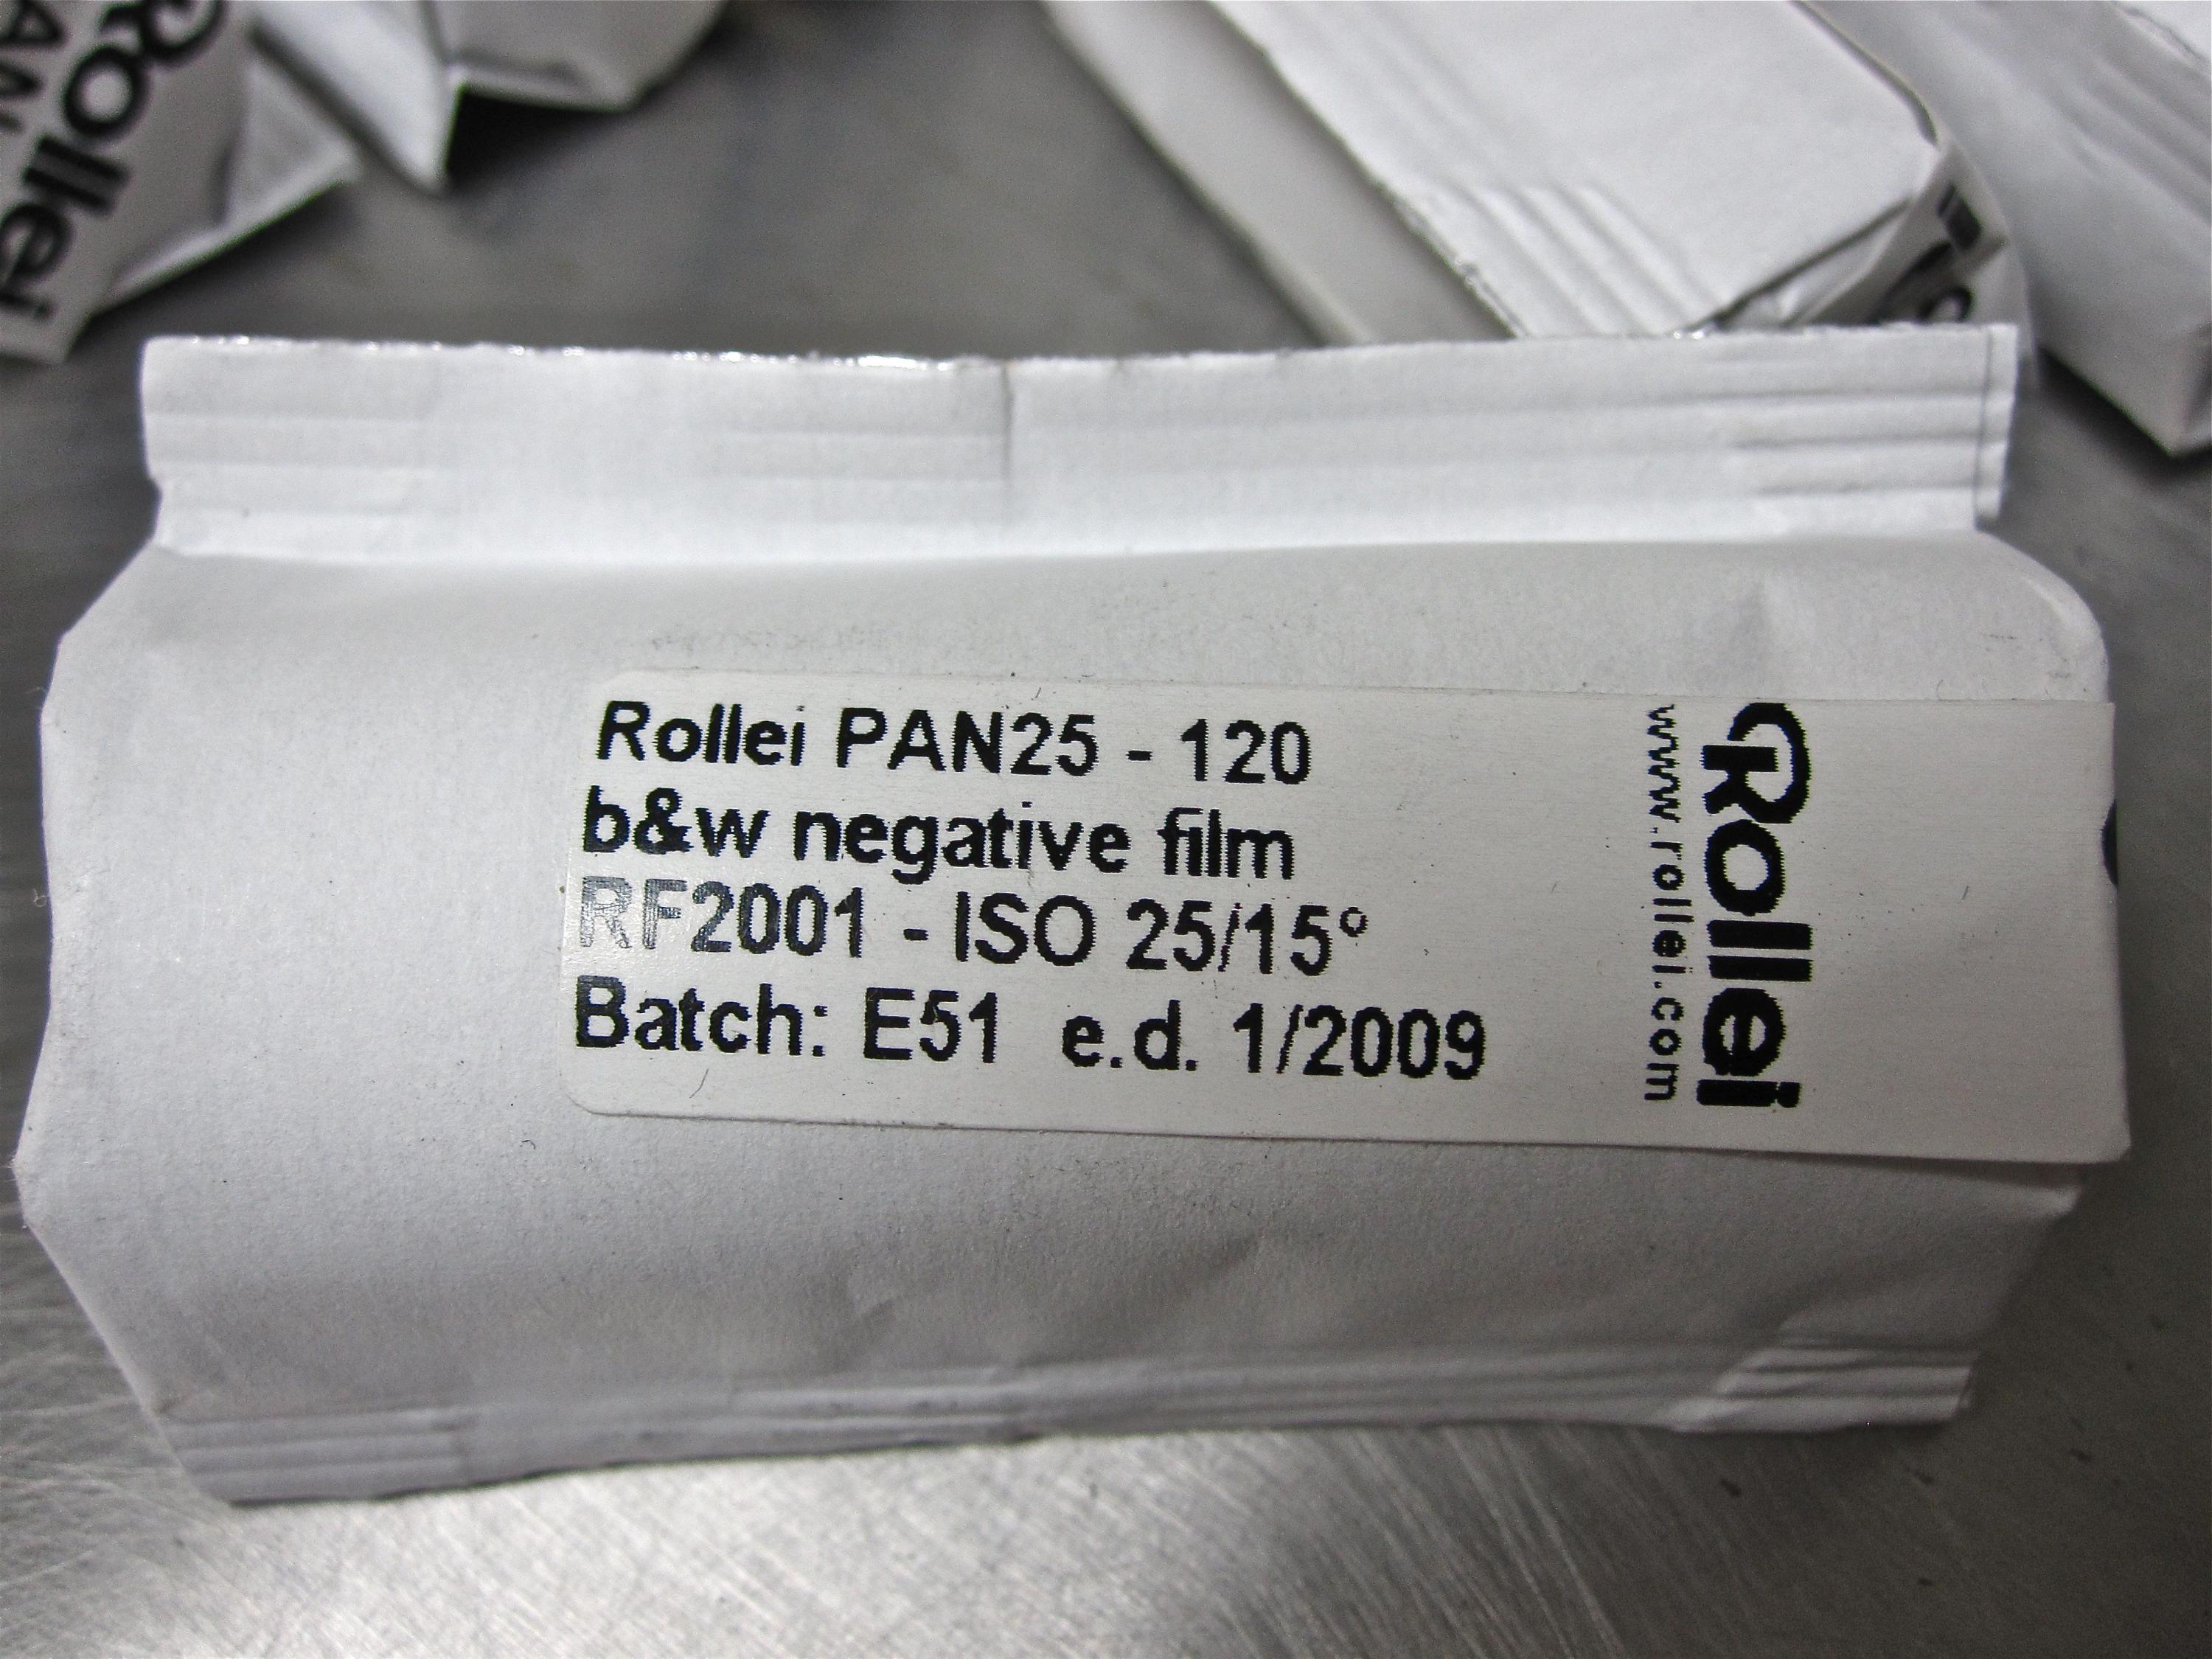 Rollei PAN25 - 120
b&w negative film
RF2001 - ISO 25/15°
Batch: E51 e.d. 1/2009
Rollei
www.rollei.com
Rollei